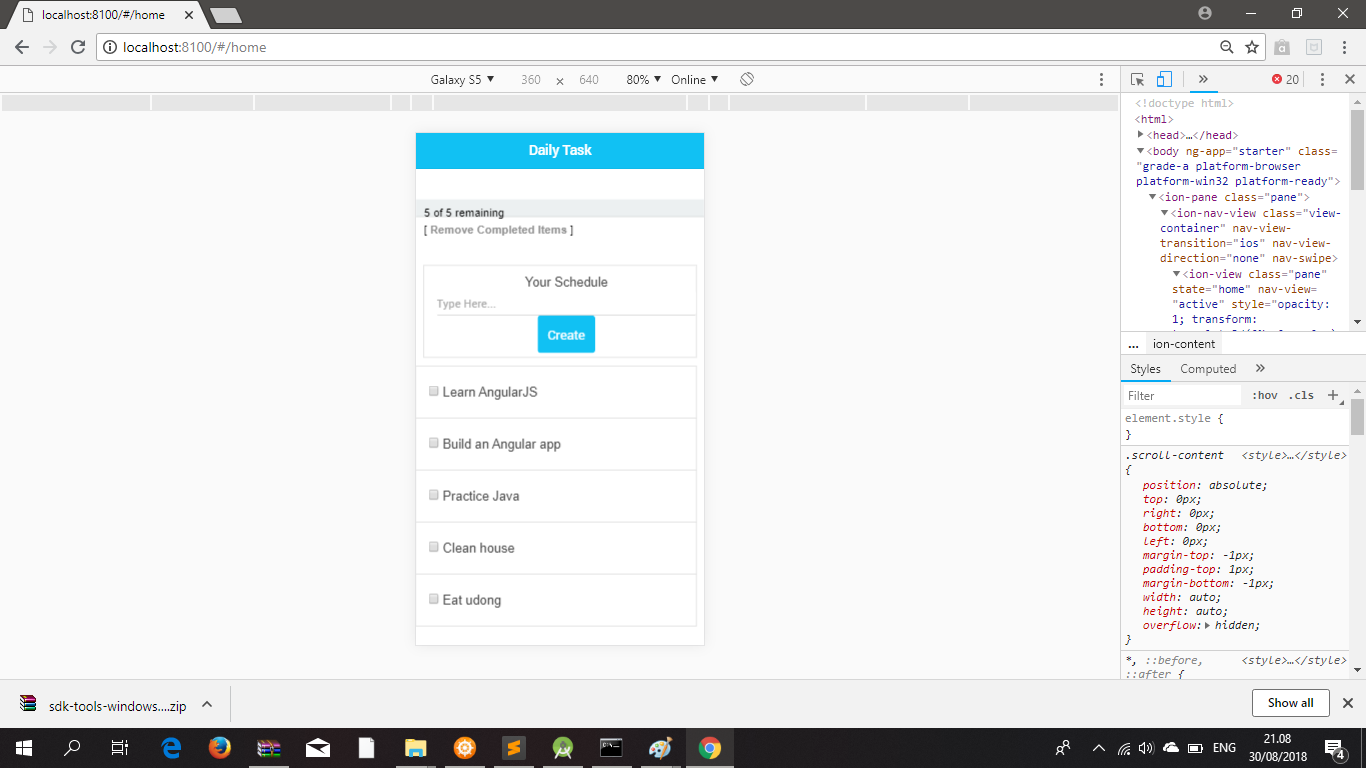 localhost:8100/#/home
localhost:8100/#/home
Galaxy S5 ▼ 360 × 640 80% ▼ Online ▼
20
Daily Task
5 of 5 remaining
[ Remove Completed Items ]
Your Schedule
Type Here...
Create
Learn AngularJS
Build an Angular app
Practice Java
Clean house
Eat udong
<!doctype html>
<html>
<head>…</head>
<body ng-app="starter" class=
"grade-a platform-browser
platform-win32 platform-ready">
<ion-pane class="pane">
<ion-nav-view class="view-
container" nav-view-
transition="ios" nav-view-
direction="none" nav-swipe>
<ion-view class="pane"
state="home" nav-view=
"active" style="opacity:
1; transform:
... ion-content
Styles Computed »
Filter :hov .cls +
element.style {
}
.scroll-content <style>…</style>
{
position: absolute;
top: 0px;
right: 0px;
bottom: 0px;
left: 0px;
margin-top: -1px;
padding-top: 1px;
margin-bottom: -1px;
width: auto;
height: auto;
overflow: hidden;
}
*, ::before, <style>…</style>
::after {
sdk-tools-windows....zip
Show all
ENG
21.08
30/08/2018
4